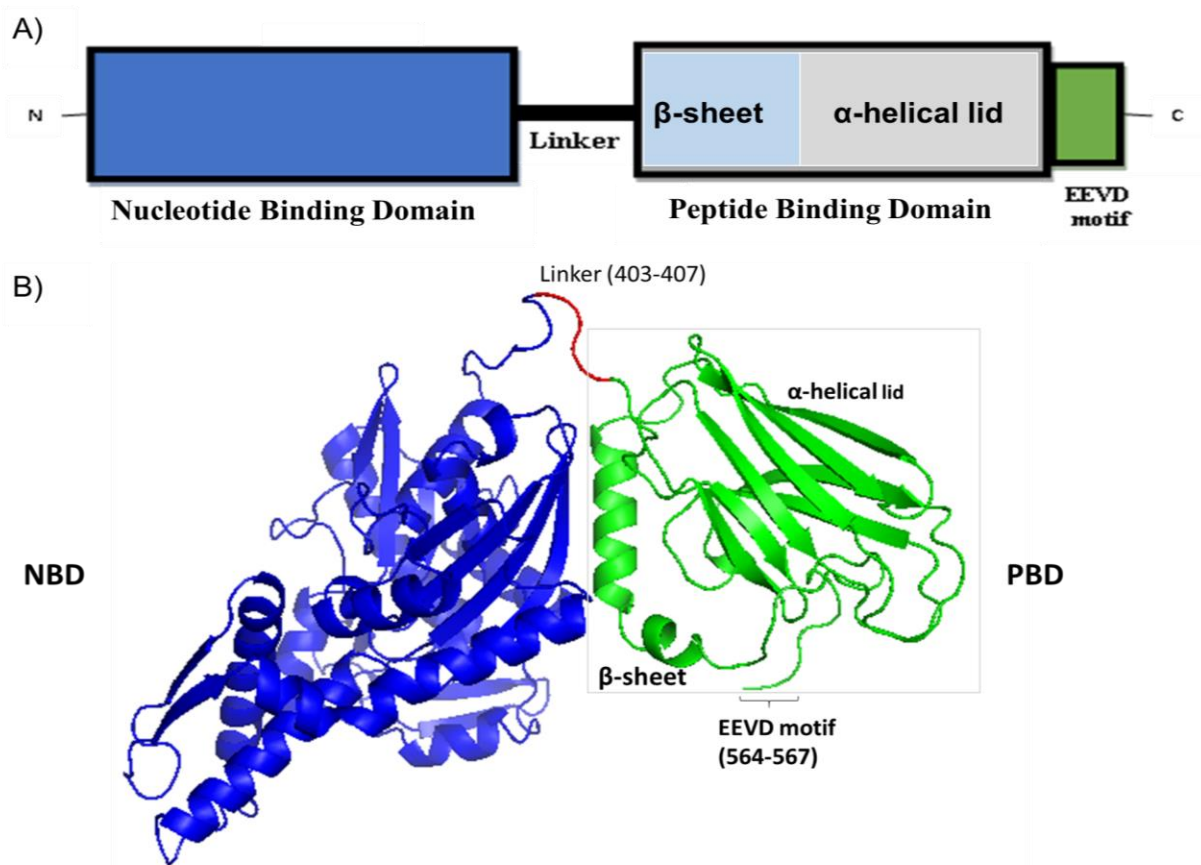 A)
N
β-sheet
α-helical lid
C
Linker
Nucleotide Binding Domain
Peptide Binding Domain
EEVD
motif
B)
Linker (403-407)
α-helical lid
NBD
PBD
β-sheet
EEVD motif
(564-567)